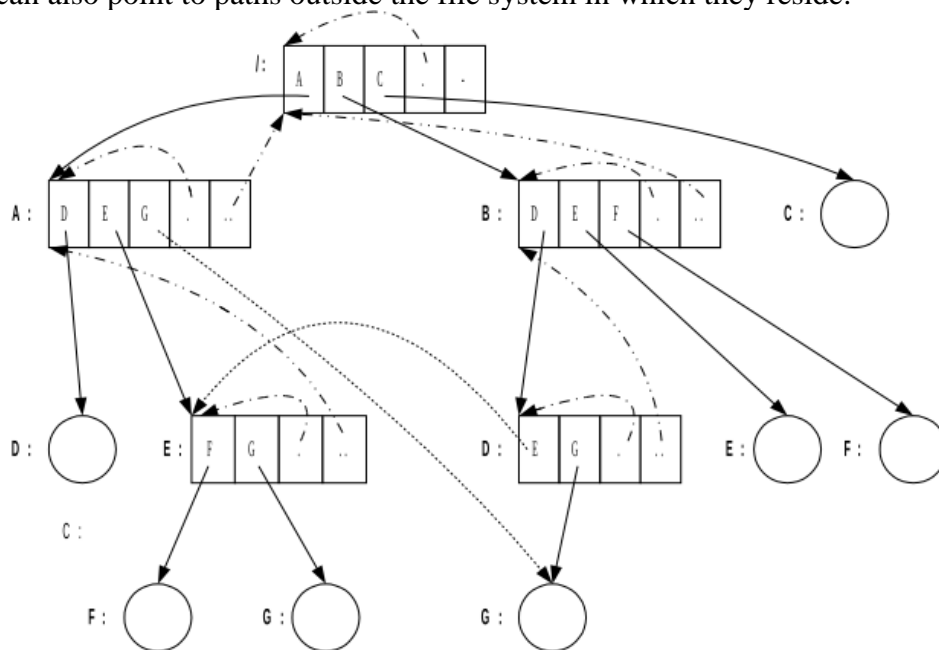 can also point to paths outside the file system in which they reside.
/: A B C . .
A: D E G . ..
B: D E F . ..
C:
D:
E: F G . ..
D: E G . ..
E:
F:
C:
F:
G:
G: